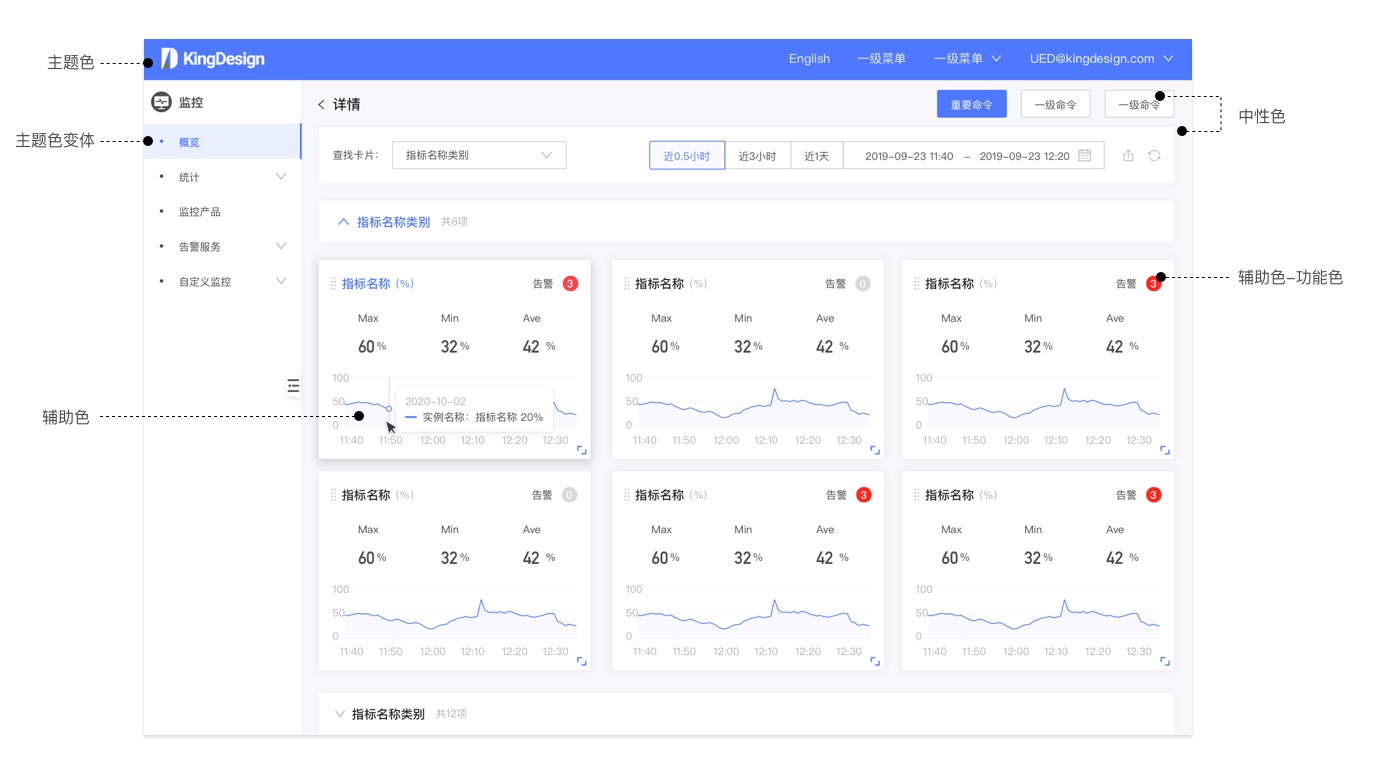 主题色
KingDesign
English
一级菜单
一级菜单
UED@kingdesign.com
监控
详情
重要命令
一级命令
一级命令
中性色
主题色变体
概览
查找卡片：
指标名称类别
近0.5小时
近3小时
近1天
2019-09-23 11:40 – 2019-09-23 12:20
统计
监控产品
告警服务
自定义监控
指标名称类别 共6项
指标名称 (%) 告警 3
Max Min Ave
60 % 32 % 42 %
100
50
0
2020-10-02
实例名称：指标名称 20%
11:40 11:50 12:00 12:10 12:20 12:30
辅助色
指标名称 (%) 告警 0
Max Min Ave
60 % 32 % 42 %
100
50
0
11:40 11:50 12:00 12:10 12:20 12:30
指标名称 (%) 告警 3
Max Min Ave
60 % 32 % 42 %
100
50
0
11:40 11:50 12:00 12:10 12:20 12:30
辅助色–功能色
指标名称 (%) 告警 0
Max Min Ave
60 % 32 % 42 %
100
50
0
11:40 11:50 12:00 12:10 12:20 12:30
指标名称 (%) 告警 3
Max Min Ave
60 % 32 % 42 %
100
50
0
11:40 11:50 12:00 12:10 12:20 12:30
指标名称 (%) 告警 3
Max Min Ave
60 % 32 % 42 %
100
50
0
11:40 11:50 12:00 12:10 12:20 12:30
指标名称类别 共12项